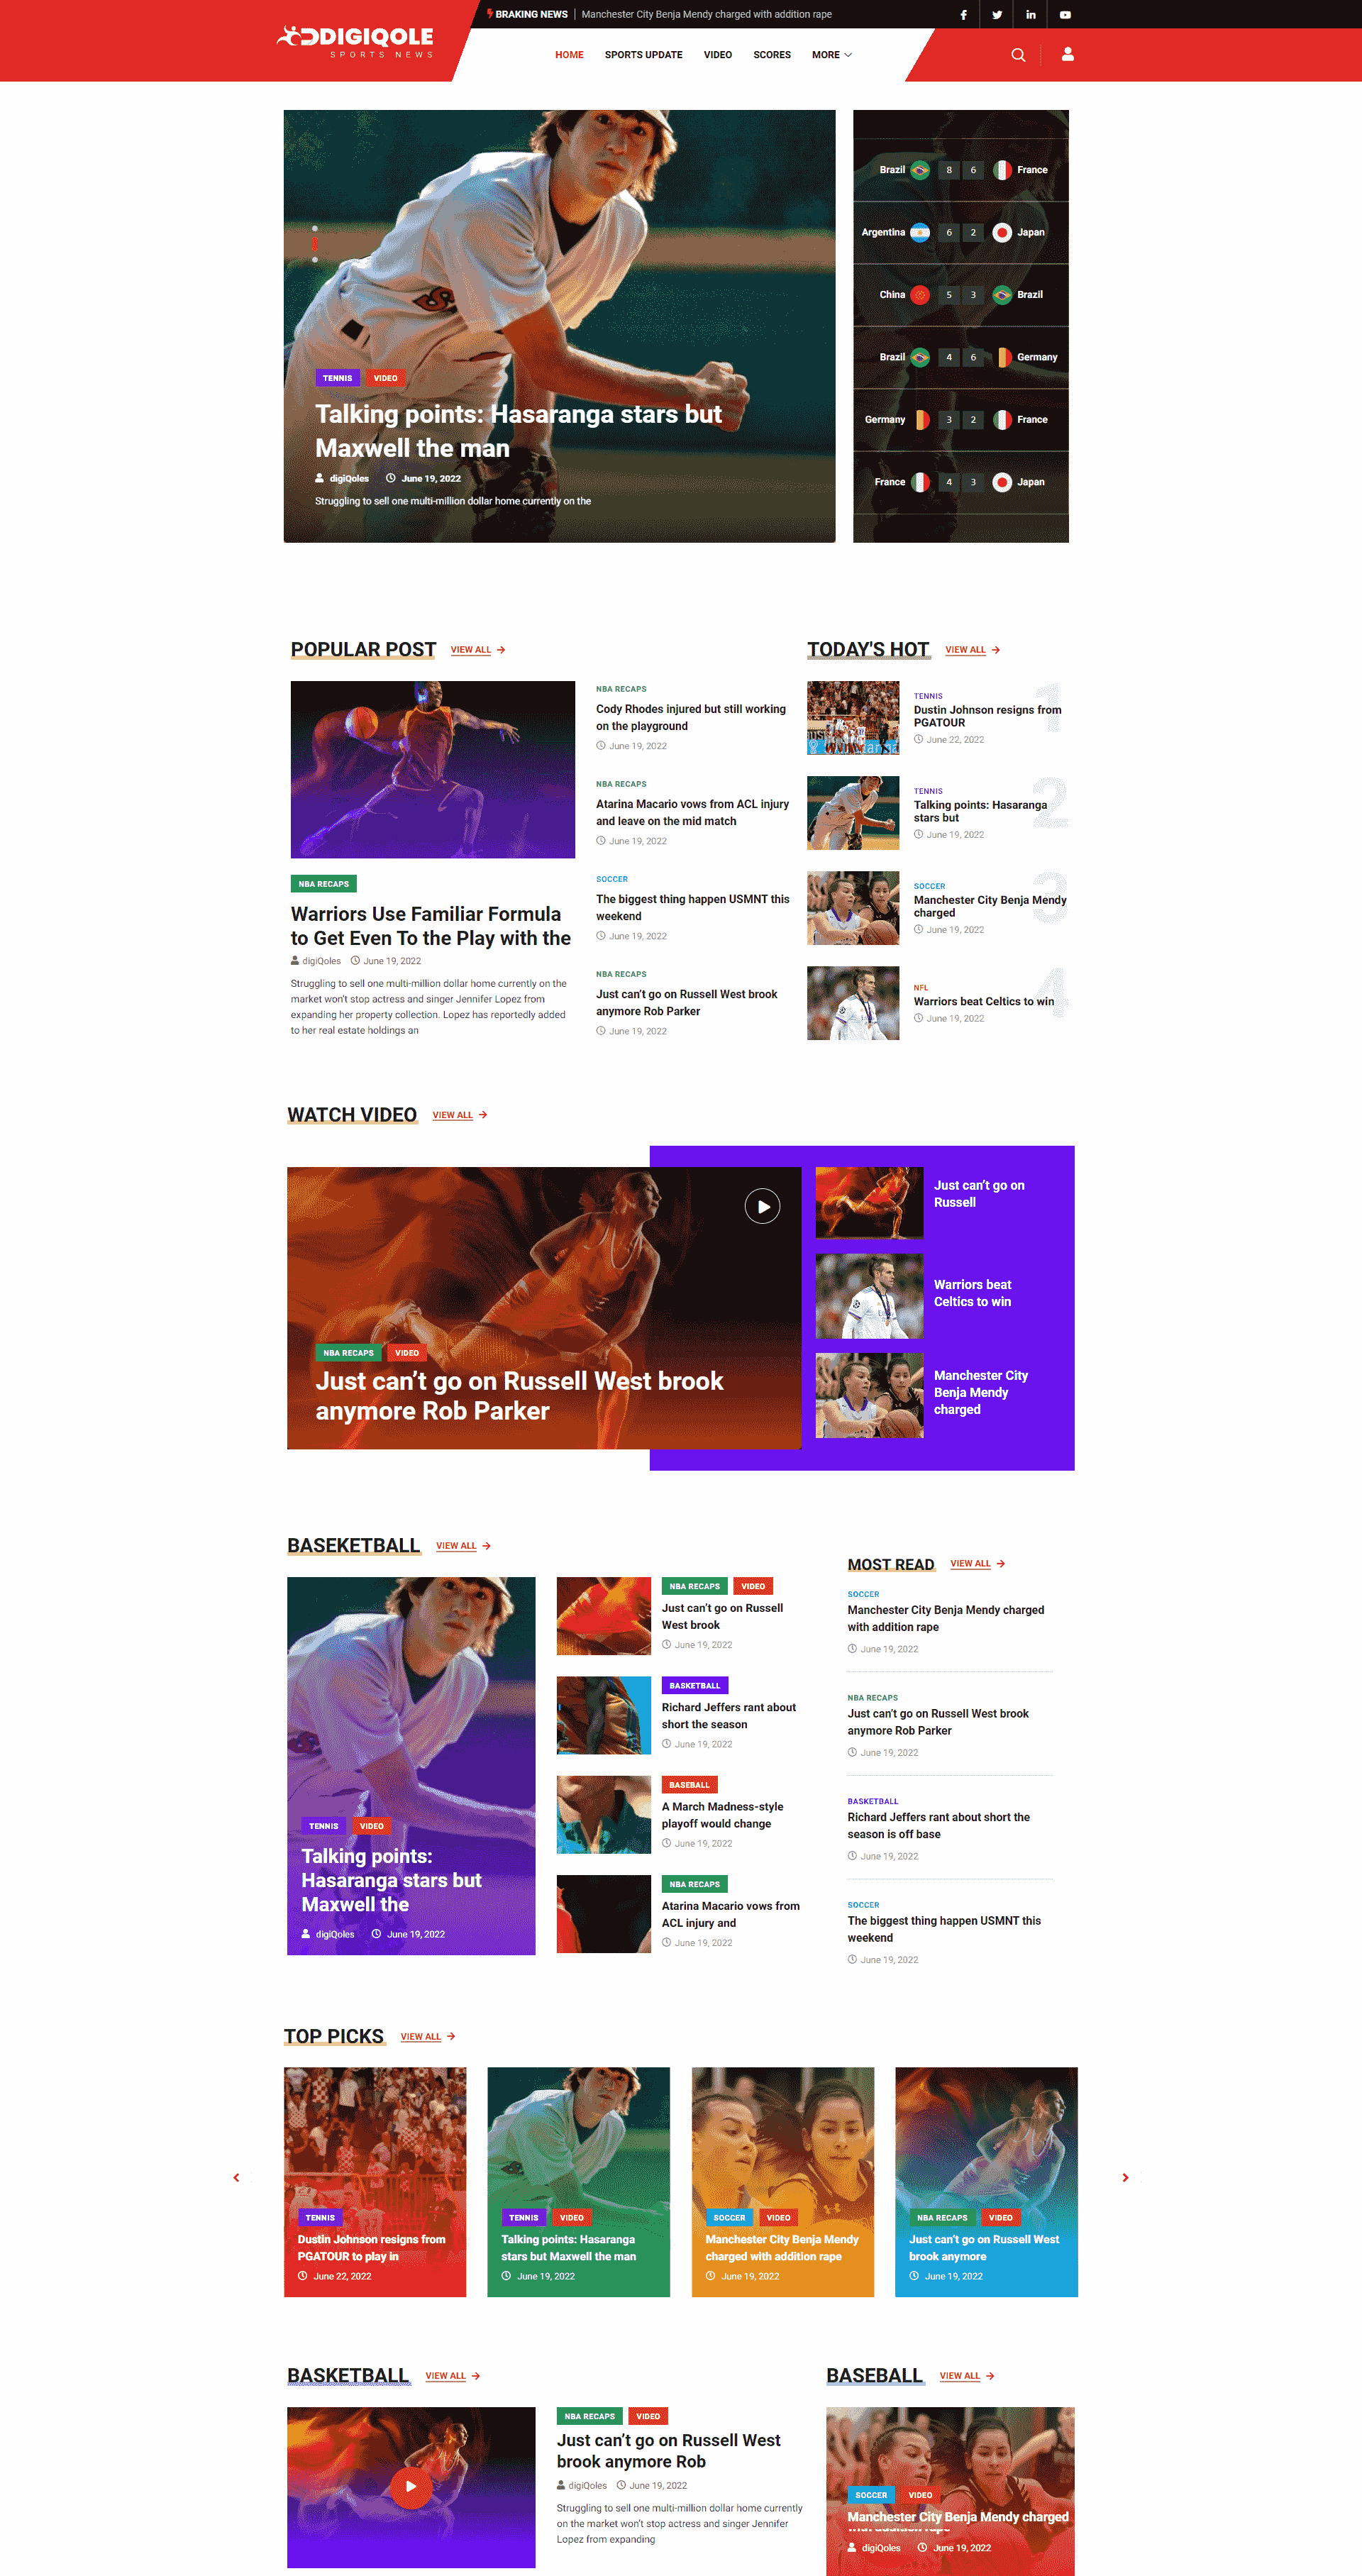 BRAKING NEWS | Manchester City Benja Mendy charged with addition rape
DIGIQOLE
SPORTS NEWS
HOME SPORTS UPDATE VIDEO SCORES MORE
TENNIS VIDEO
Talking points: Hasaranga stars but
Maxwell the man
digiQoles June 19, 2022
Struggling to sell one multi-million dollar home currently on the
Brazil 8 6 France
Argentina 6 2 Japan
China 5 3 Brazil
Brazil 4 6 Germany
Germany 3 2 France
France 4 3 Japan
POPULAR POST VIEW ALL
NBA RECAPS
Warriors Use Familiar Formula
to Get Even To the Play with the
digiQoles June 19, 2022
Struggling to sell one multi-million dollar home currently on the
market won't stop actress and singer Jennifer Lopez from
expanding her property collection. Lopez has reportedly added
to her real estate holdings an
NBA RECAPS
Cody Rhodes injured but still working
on the playground
June 19, 2022
NBA RECAPS
Atarina Macario vows from ACL injury
and leave on the mid match
June 19, 2022
SOCCER
The biggest thing happen USMNT this
weekend
June 19, 2022
NBA RECAPS
Just can't go on Russell West brook
anymore Rob Parker
June 19, 2022
TODAY'S HOT VIEW ALL
1
TENNIS
Dustin Johnson resigns from
PGATOUR
June 22, 2022
2
TENNIS
Talking points: Hasaranga
stars but
June 19, 2022
3
SOCCER
Manchester City Benja Mendy
charged
June 19, 2022
4
NFL
Warriors beat Celtics to win
June 19, 2022
WATCH VIDEO VIEW ALL
NBA RECAPS VIDEO
Just can't go on Russell West brook
anymore Rob Parker
Just can't go on
Russell
Warriors beat
Celtics to win
Manchester City
Benja Mendy
charged
BASEKETBALL VIEW ALL
TENNIS VIDEO
Talking points:
Hasaranga stars but
Maxwell the
digiQoles June 19, 2022
NBA RECAPS VIDEO
Just can't go on Russell
West brook
June 19, 2022
BASKETBALL
Richard Jeffers rant about
short the season
June 19, 2022
BASEBALL
A March Madness-style
playoff would change
June 19, 2022
NBA RECAPS
Atarina Macario vows from
ACL injury and
June 19, 2022
MOST READ VIEW ALL
SOCCER
Manchester City Benja Mendy charged
with addition rape
June 19, 2022
NBA RECAPS
Just can't go on Russell West brook
anymore Rob Parker
June 19, 2022
BASKETBALL
Richard Jeffers rant about short the
season is off base
June 19, 2022
SOCCER
The biggest thing happen USMNT this
weekend
June 19, 2022
TOP PICKS VIEW ALL
TENNIS
Dustin Johnson resigns from
PGATOUR to play in
June 22, 2022
TENNIS VIDEO
Talking points: Hasaranga
stars but Maxwell the man
June 19, 2022
SOCCER VIDEO
Manchester City Benja Mendy
charged with addition rape
June 19, 2022
NBA RECAPS VIDEO
Just can't go on Russell West
brook anymore
June 19, 2022
BASKETBALL VIEW ALL
NBA RECAPS VIDEO
Just can't go on Russell West
brook anymore Rob
digiQoles June 19, 2022
Struggling to sell one multi-million dollar home currently
on the market won't stop actress and singer Jennifer
Lopez from expanding
BASEBALL VIEW ALL
SOCCER VIDEO
Manchester City Benja Mendy charged
with addition rape
digiQoles June 19, 2022